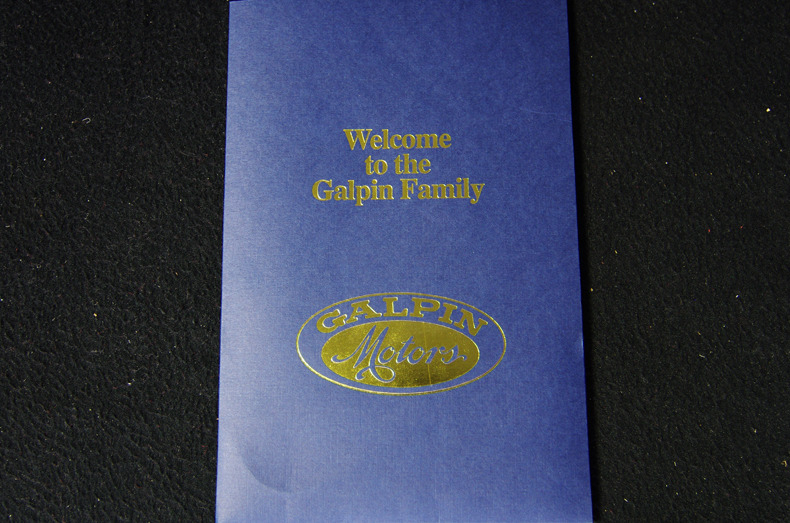 Welcome
to the
Galpin Family
GALPIN
Motors